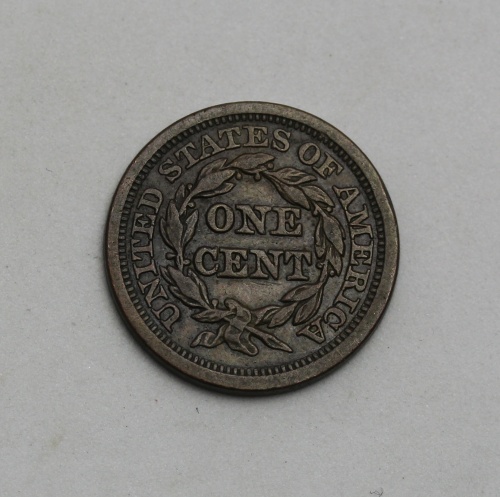 UNITED STATES OF AMERICA
ONE
CENT